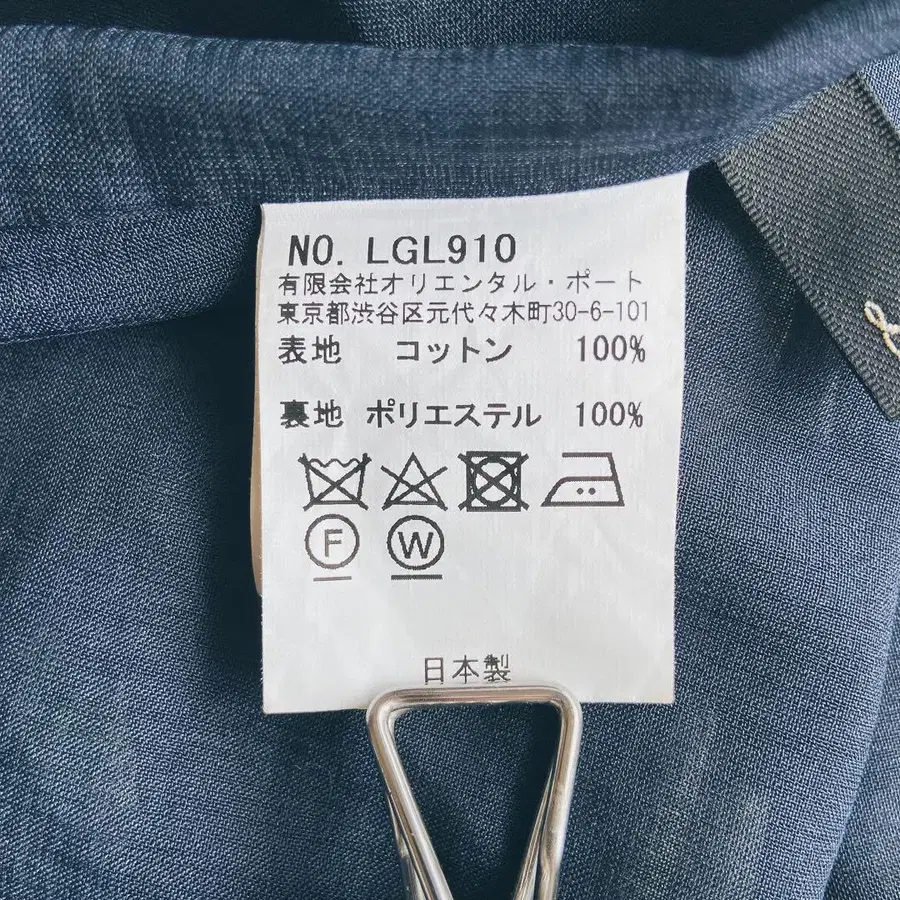 NO. LGL910
有限会社オリエンタル・ポート
東京都渋谷区元代々木町30-6-101
表地 コットン 100%
裏地 ポリエステル 100%
F W
日本製